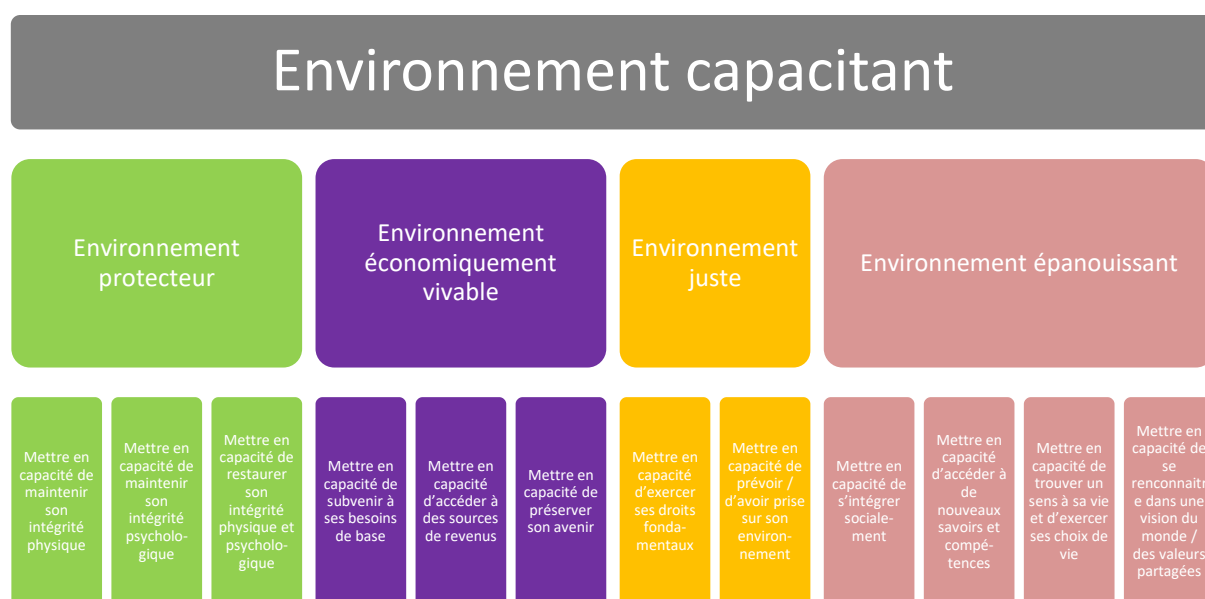 Environnement capacitant
Environnement
protecteur
Environnement
économiquement
vivable
Environnement
juste
Environnement épanouissant
Mettre en
capacité de
maintenir
son
intégrité
physique
Mettre en
capacité de
maintenir
son
intégrité
psycholo-
gique
Mettre en
capacité de
restaurer
son
intégrité
physique et
psycholo-
gique
Mettre en
capacité de
subvenir à
ses besoins
de base
Mettre en
capacité
d’accéder à
des sources
de revenus
Mettre en
capacité de
préserver
son avenir
Mettre en
capacité
d’exercer
ses droits
fonda-
mentaux
Mettre en
capacité de
prévoir /
d’avoir prise
sur son
environ-
nement
Mettre en
capacité de
s’intégrer
sociale-
ment
Mettre en
capacité
d’accéder à
de
nouveaux
savoirs et
compé-
tences
Mettre en
capacité de
trouver un
sens à sa vie
et d’exercer
ses choix de
vie
Mettre en
capacité de
se
renconnaitr
e dans une
vision du
monde /
des valeurs
partagées